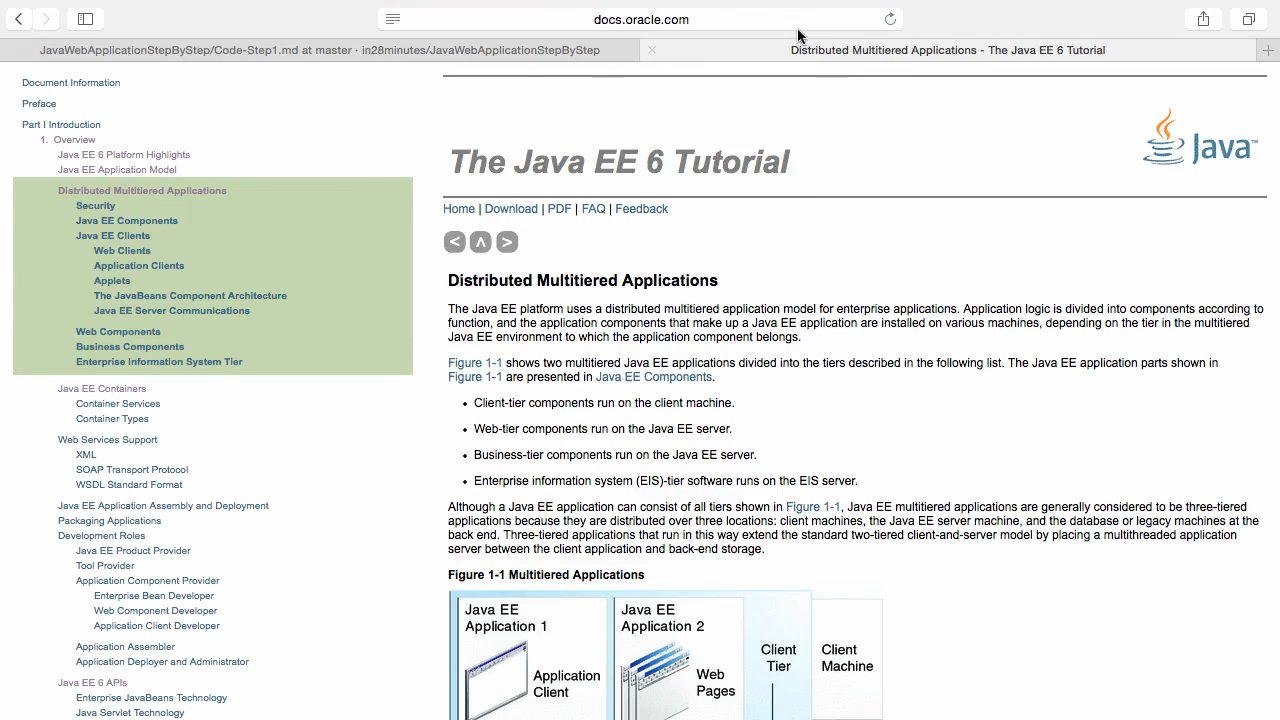 docs.oracle.com
JavaWebApplicationStepByStep/Code-Step1.md at master · in28minutes/JavaWebApplicationStepByStep
Distributed Multitiered Applications - The Java EE 6 Tutorial
Document Information
Preface
Part I Introduction
1. Overview
Java EE 6 Platform Highlights
Java EE Application Model
Distributed Multitiered Applications
Security
Java EE Components
Java EE Clients
Web Clients
Application Clients
Applets
The JavaBeans Component Architecture
Java EE Server Communications
Web Components
Business Components
Enterprise Information System Tier
Java EE Containers
Container Services
Container Types
Web Services Support
XML
SOAP Transport Protocol
WSDL Standard Format
Java EE Application Assembly and Deployment
Packaging Applications
Development Roles
Java EE Product Provider
Tool Provider
Application Component Provider
Enterprise Bean Developer
Web Component Developer
Application Client Developer
Application Assembler
Application Deployer and Administrator
Java EE 6 APIs
Enterprise JavaBeans Technology
Java Servlet Technology
The Java EE 6 Tutorial
Java™
Home | Download | PDF | FAQ | Feedback
Distributed Multitiered Applications
The Java EE platform uses a distributed multitiered application model for enterprise applications. Application logic is divided into components according to
function, and the application components that make up a Java EE application are installed on various machines, depending on the tier in the multitiered
Java EE environment to which the application component belongs.
Figure 1-1 shows two multitiered Java EE applications divided into the tiers described in the following list. The Java EE application parts shown in
Figure 1-1 are presented in Java EE Components.
• Client-tier components run on the client machine.
• Web-tier components run on the Java EE server.
• Business-tier components run on the Java EE server.
• Enterprise information system (EIS)-tier software runs on the EIS server.
Although a Java EE application can consist of all tiers shown in Figure 1-1, Java EE multitiered applications are generally considered to be three-tiered
applications because they are distributed over three locations: client machines, the Java EE server machine, and the database or legacy machines at the
back end. Three-tiered applications that run in this way extend the standard two-tiered client-and-server model by placing a multithreaded application
server between the client application and back-end storage.
Figure 1-1 Multitiered Applications
Java EE
Application 1
Application
Client
Java EE
Application 2
Web
Pages
Client
Tier
Client
Machine